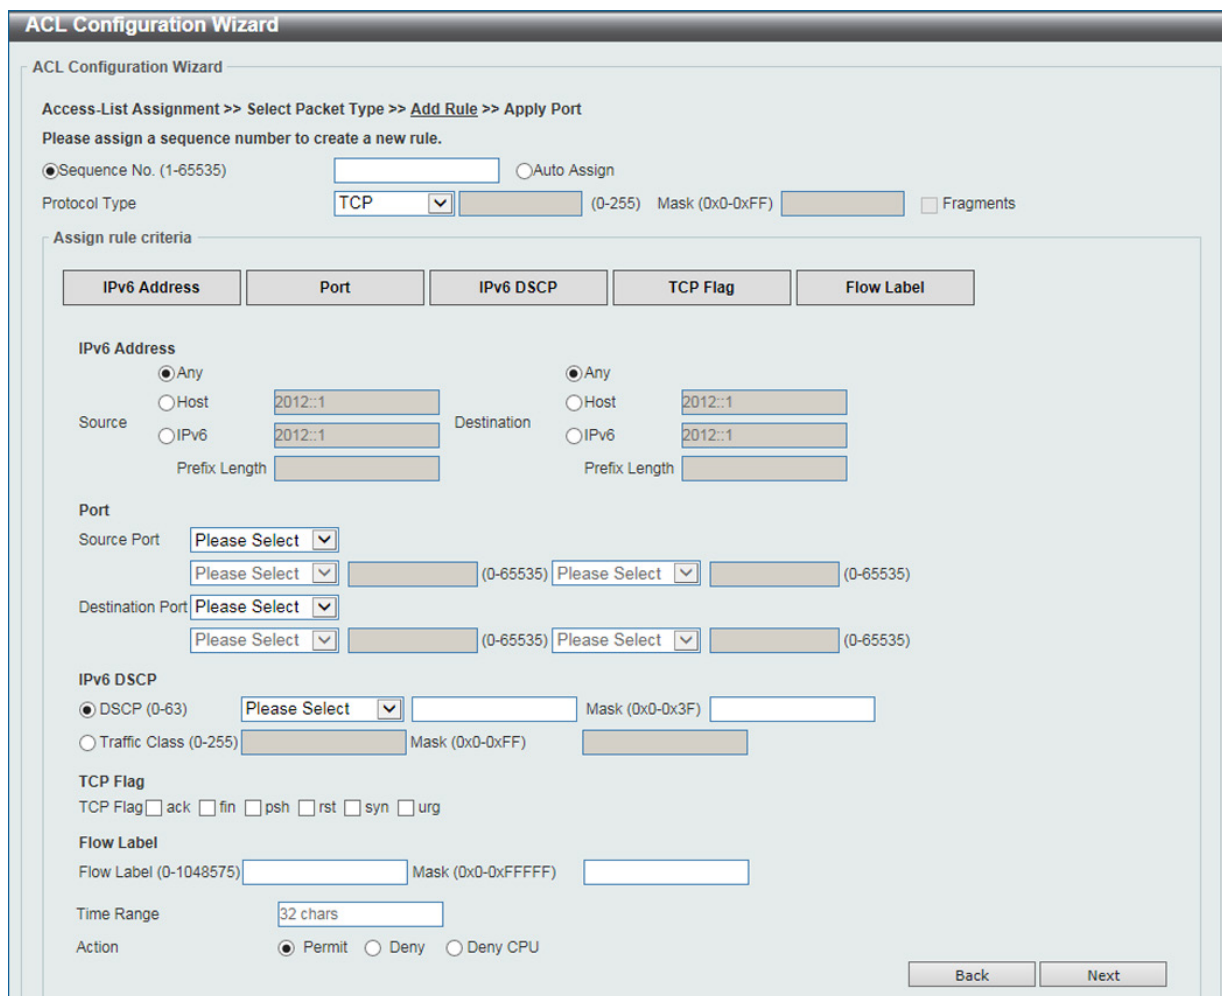 ACL Configuration Wizard
ACL Configuration Wizard
Access-List Assignment >> Select Packet Type >> Add Rule >> Apply Port
Please assign a sequence number to create a new rule.
Sequence No. (1-65535) Auto Assign
Protocol Type TCP (0-255) Mask (0x0-0xFF) Fragments
Assign rule criteria
IPv6 Address Port IPv6 DSCP TCP Flag Flow Label
IPv6 Address
Any Any
Host 2012::1 Host 2012::1
Source Destination
IPv6 2012::1 IPv6 2012::1
Prefix Length Prefix Length
Port
Source Port Please Select
Please Select (0-65535) Please Select (0-65535)
Destination Port Please Select
Please Select (0-65535) Please Select (0-65535)
IPv6 DSCP
DSCP (0-63) Please Select Mask (0x0-0x3F)
Traffic Class (0-255) Mask (0x0-0xFF)
TCP Flag
TCP Flag ack fin psh rst syn urg
Flow Label
Flow Label (0-1048575) Mask (0x0-0xFFFFF)
Time Range 32 chars
Action Permit Deny Deny CPU
Back Next